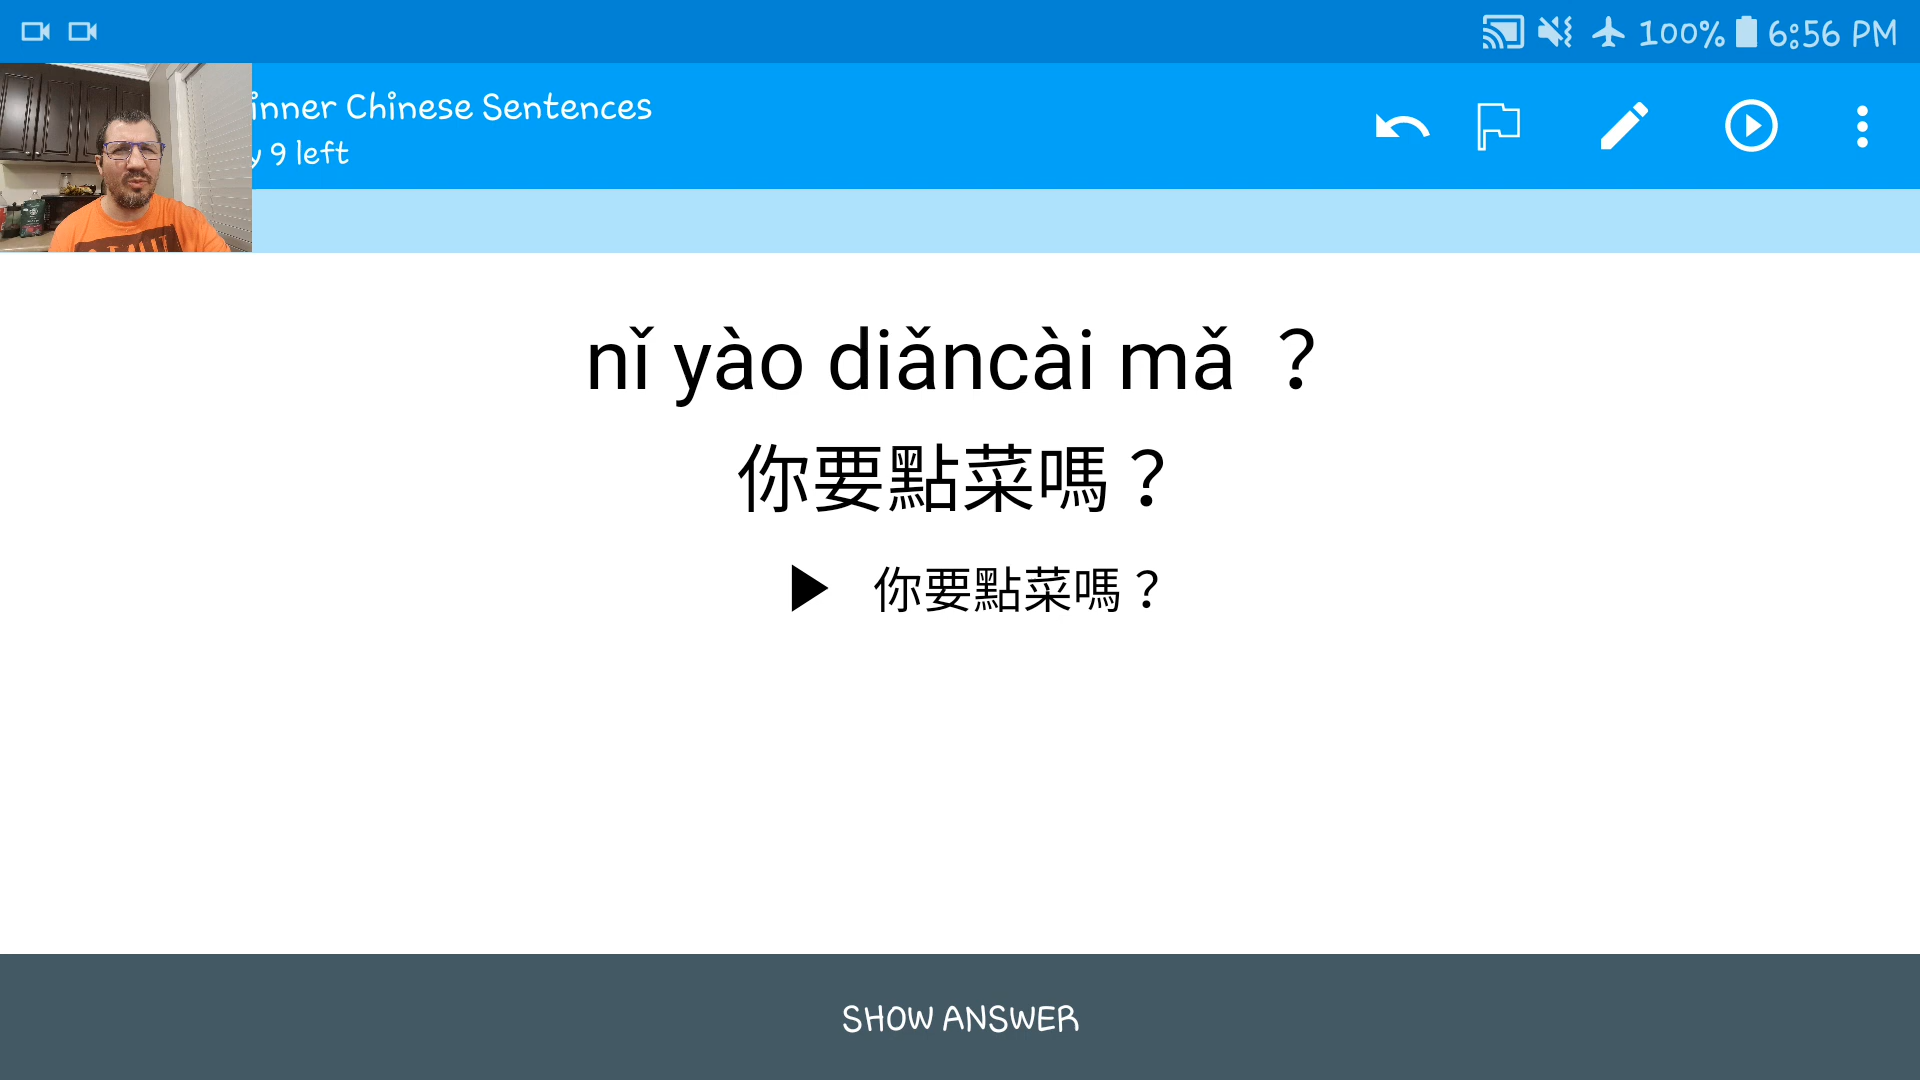 100% 6:56 PM
inner Chinese Sentences
y 9 left
nǐ yào diǎncài mǎ ？
你要點菜嗎？
你要點菜嗎？
SHOW ANSWER